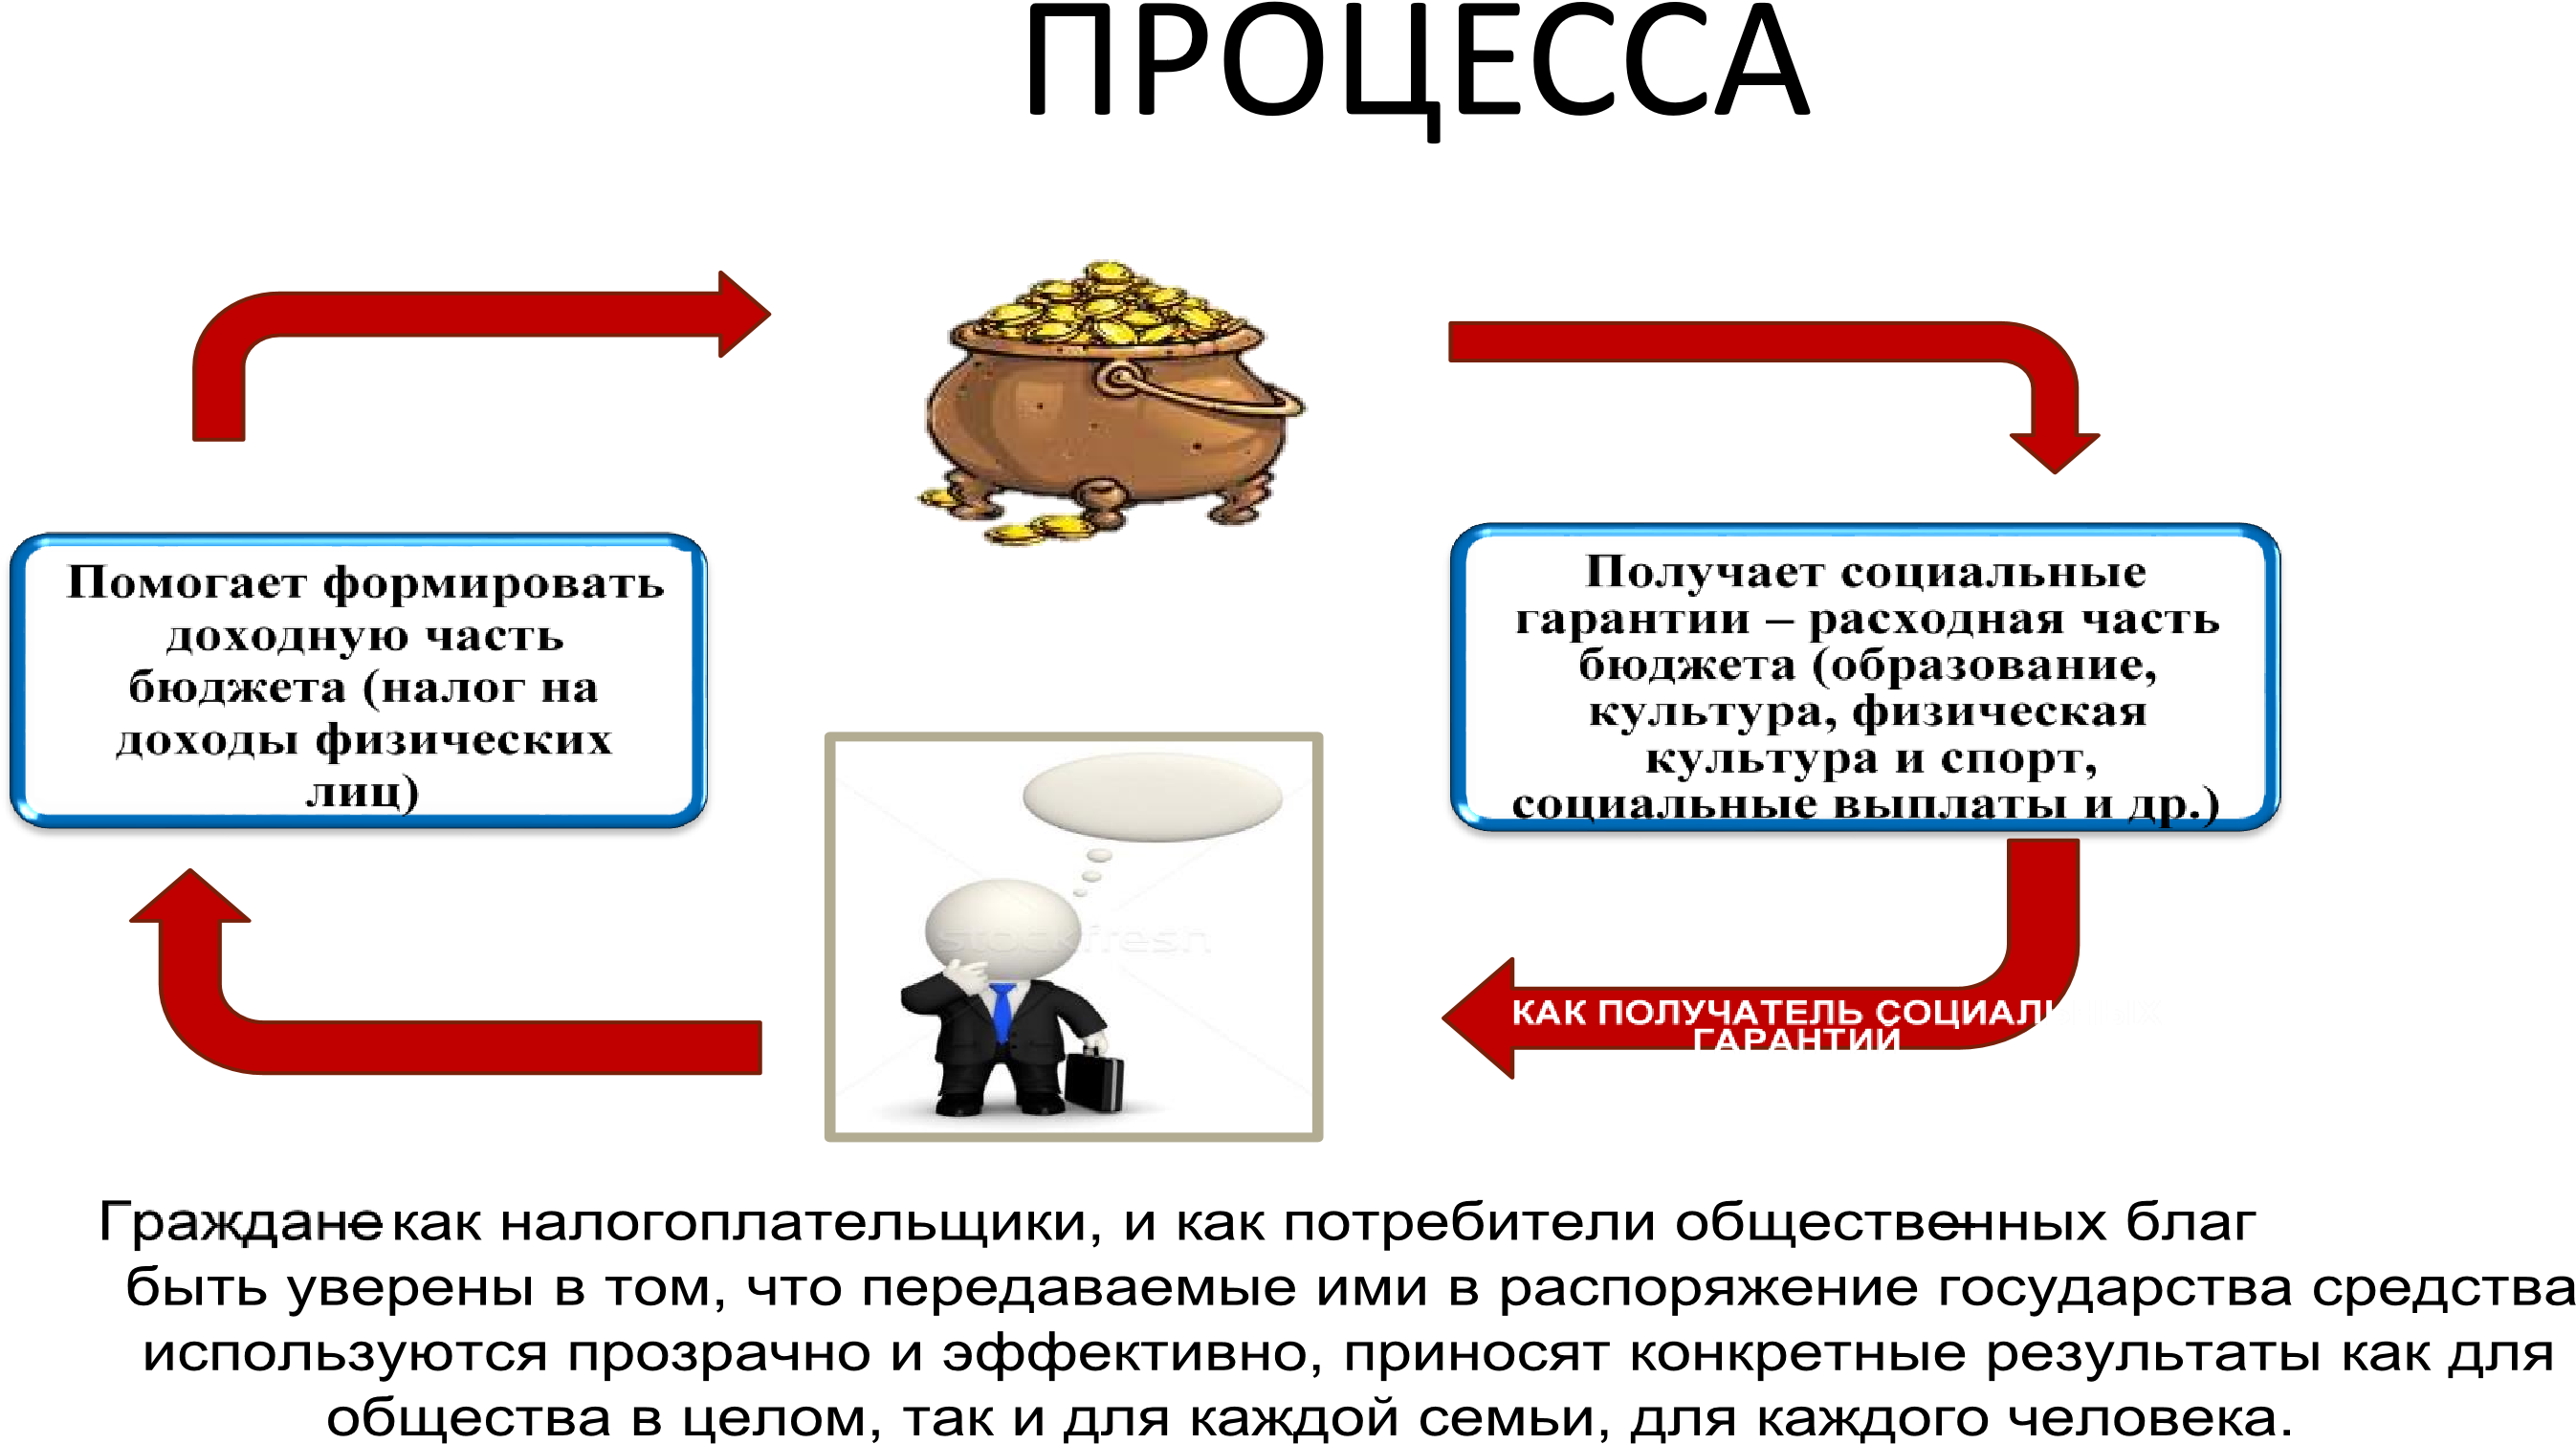 ПРОЦЕССА
Помогает формировать
доходную часть
бюджета (налог на
доходы физических
лиц)
Получает социальные
гарантии – расходная часть
бюджета (образование,
культура, физическая
культура и спорт,
социальные выплаты и др.)
stockfresh
КАК ПОЛУЧАТЕЛЬ СОЦИАЛЬНЫХ
ГАРАНТИЙ
Граждане – как налогоплательщики, и как потребители общественных благ –
быть уверены в том, что передаваемые ими в распоряжение государства средства
используются прозрачно и эффективно, приносят конкретные результаты как для
общества в целом, так и для каждой семьи, для каждого человека.